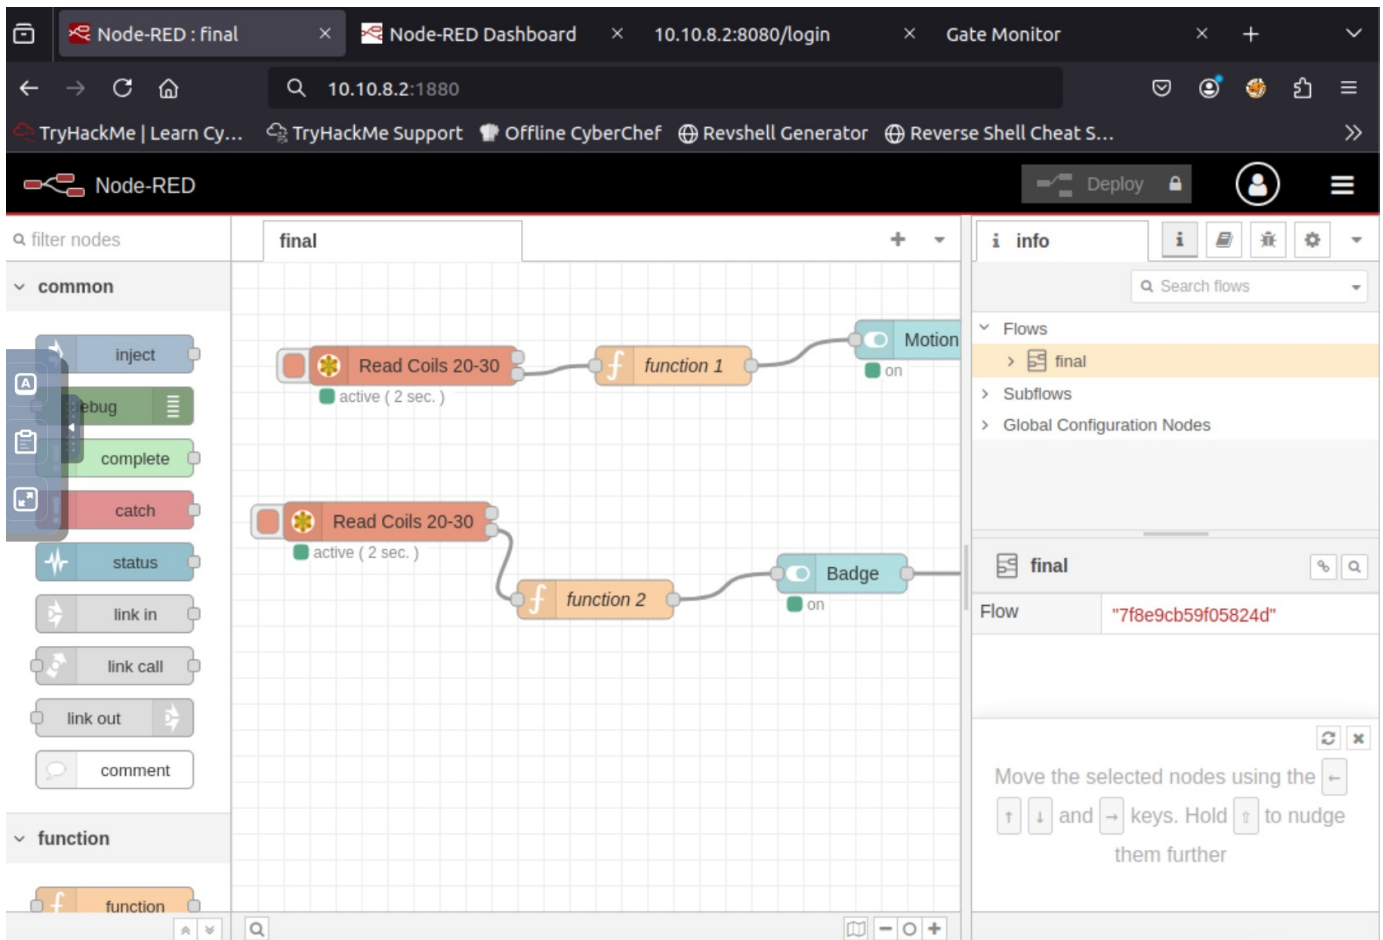 Node-RED : final
Node-RED Dashboard
10.10.8.2:8080/login
Gate Monitor
10.10.8.2:1880
TryHackMe | Learn Cy...
TryHackMe Support
Offline CyberChef
Revshell Generator
Reverse Shell Cheat S...
Node-RED
Deploy
filter nodes
common
inject
ebug
complete
catch
status
link in
link call
link out
comment
function
function
final
Read Coils 20-30
active ( 2 sec. )
function 1
Motion
on
Read Coils 20-30
active ( 2 sec. )
function 2
Badge
on
i info
i
Search flows
Flows
final
Subflows
Global Configuration Nodes
final
Flow "7f8e9cb59f05824d"
Move the selected nodes using the ←
↑ ↓ and → keys. Hold ⇧ to nudge
them further